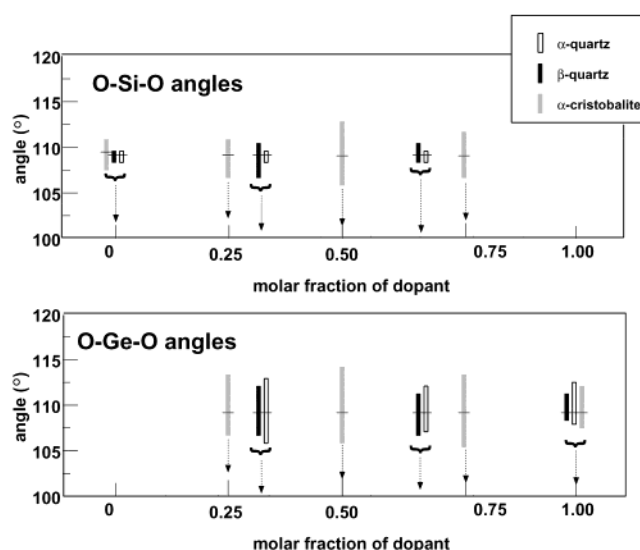 α-quartz
β-quartz
α-cristobalite
O-Si-O angles
angle (°)
120
115
110
105
100
0
0.25
0.50
0.75
1.00
molar fraction of dopant
O-Ge-O angles
angle (°)
120
115
110
105
100
0
0.25
0.50
0.75
1.00
molar fraction of dopant